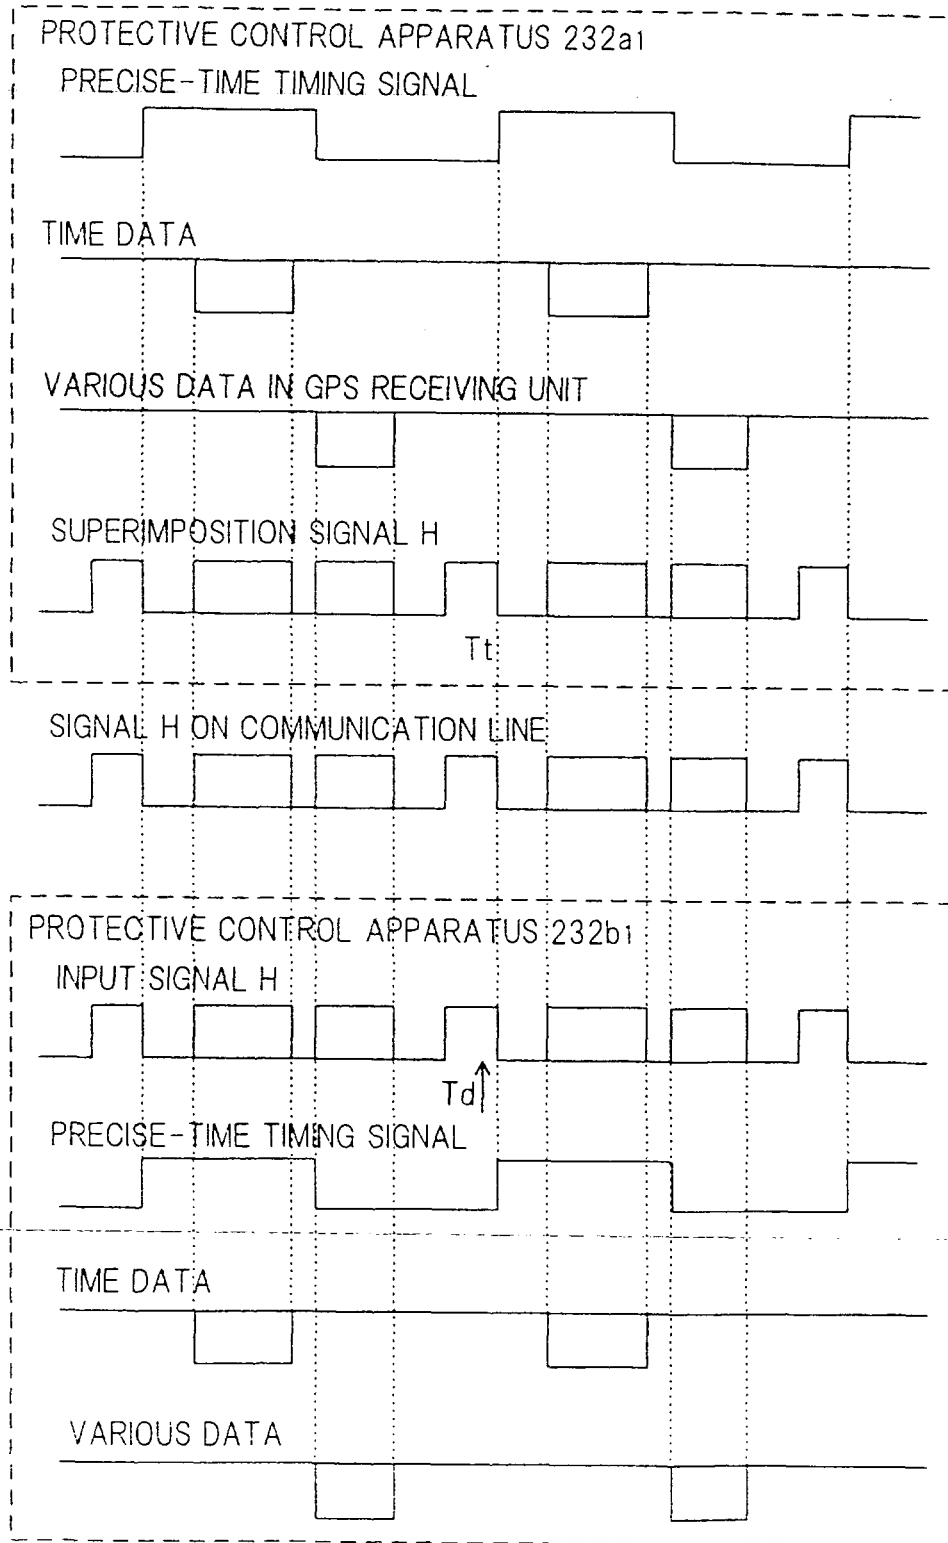 PROTECTIVE CONTROL APPARATUS 232a1
PRECISE-TIME TIMING SIGNAL
TIME DATA
VARIOUS DATA IN GPS RECEIVING UNIT
SUPERIMPOSITION SIGNAL H
Tt
SIGNAL H ON COMMUNICATION LINE
PROTECTIVE CONTROL APPARATUS 232b1
INPUT SIGNAL H
Td
PRECISE-TIME TIMING SIGNAL
TIME DATA
VARIOUS DATA